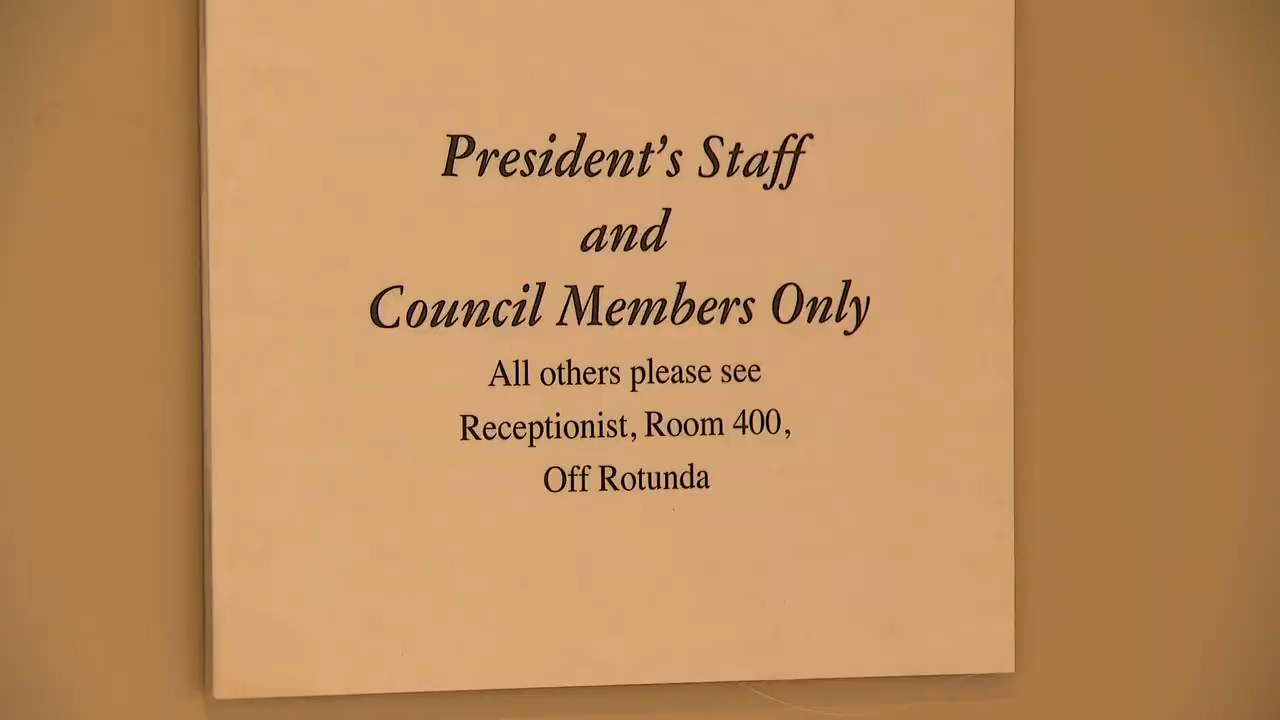 President’s Staff
and
Council Members Only
All others please see
Receptionist, Room 400,
Off Rotunda